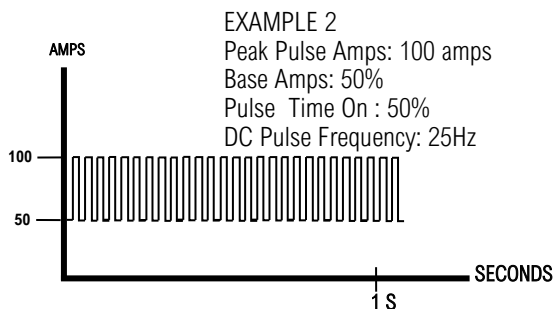 EXAMPLE 2
Peak Pulse Amps: 100 amps
Base Amps: 50%
Pulse Time On : 50%
DC Pulse Frequency: 25Hz
AMPS
100
50
SECONDS
1 S